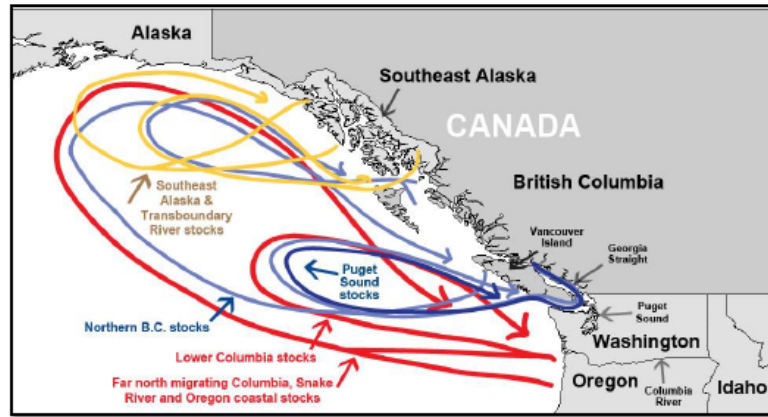 Alaska
Southeast Alaska
CANADA
British Columbia
Southeast
Alaska &
Transboundary
River stocks
Vancouver
Island
Georgia
Straight
Puget
Sound
stocks
Northern B.C. stocks
Puget
Sound
Washington
Lower Columbia stocks
Far north migrating Columbia, Snake
River and Oregon coastal stocks
Oregon
Columbia
River
Idaho